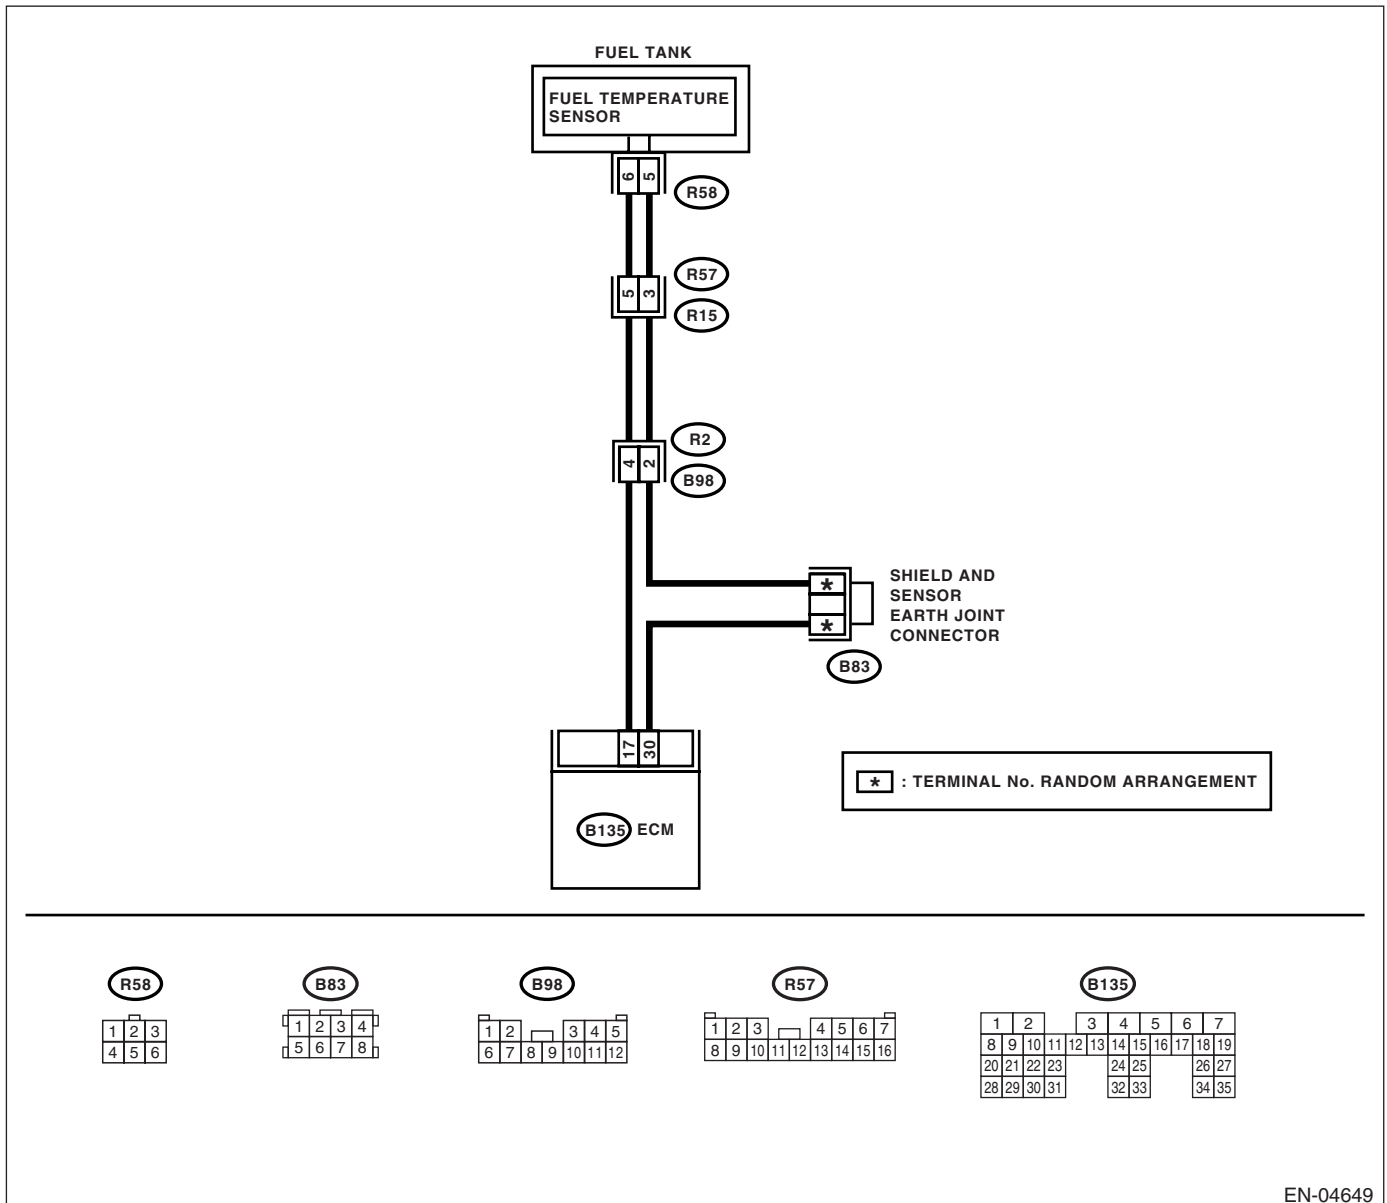 FUEL TANK
FUEL TEMPERATURE
SENSOR
6 5
R58
R57
5 3
R15
R2
4 2
B98
SHIELD AND
SENSOR
EARTH JOINT
CONNECTOR
*
*
B83
17 30
* : TERMINAL No. RANDOM ARRANGEMENT
B135 ECM
R58
1 2 3
4 5 6
B83
1 2 3 4
5 6 7 8
B98
1 2 3 4 5
6 7 8 9 10 11 12
R57
1 2 3 4 5 6 7
8 9 10 11 12 13 14 15 16
B135
1 2 3 4 5 6 7
8 9 10 11 12 13 14 15 16 17 18 19
20 21 22 23 24 25 26 27
28 29 30 31 32 33 34 35
EN-04649